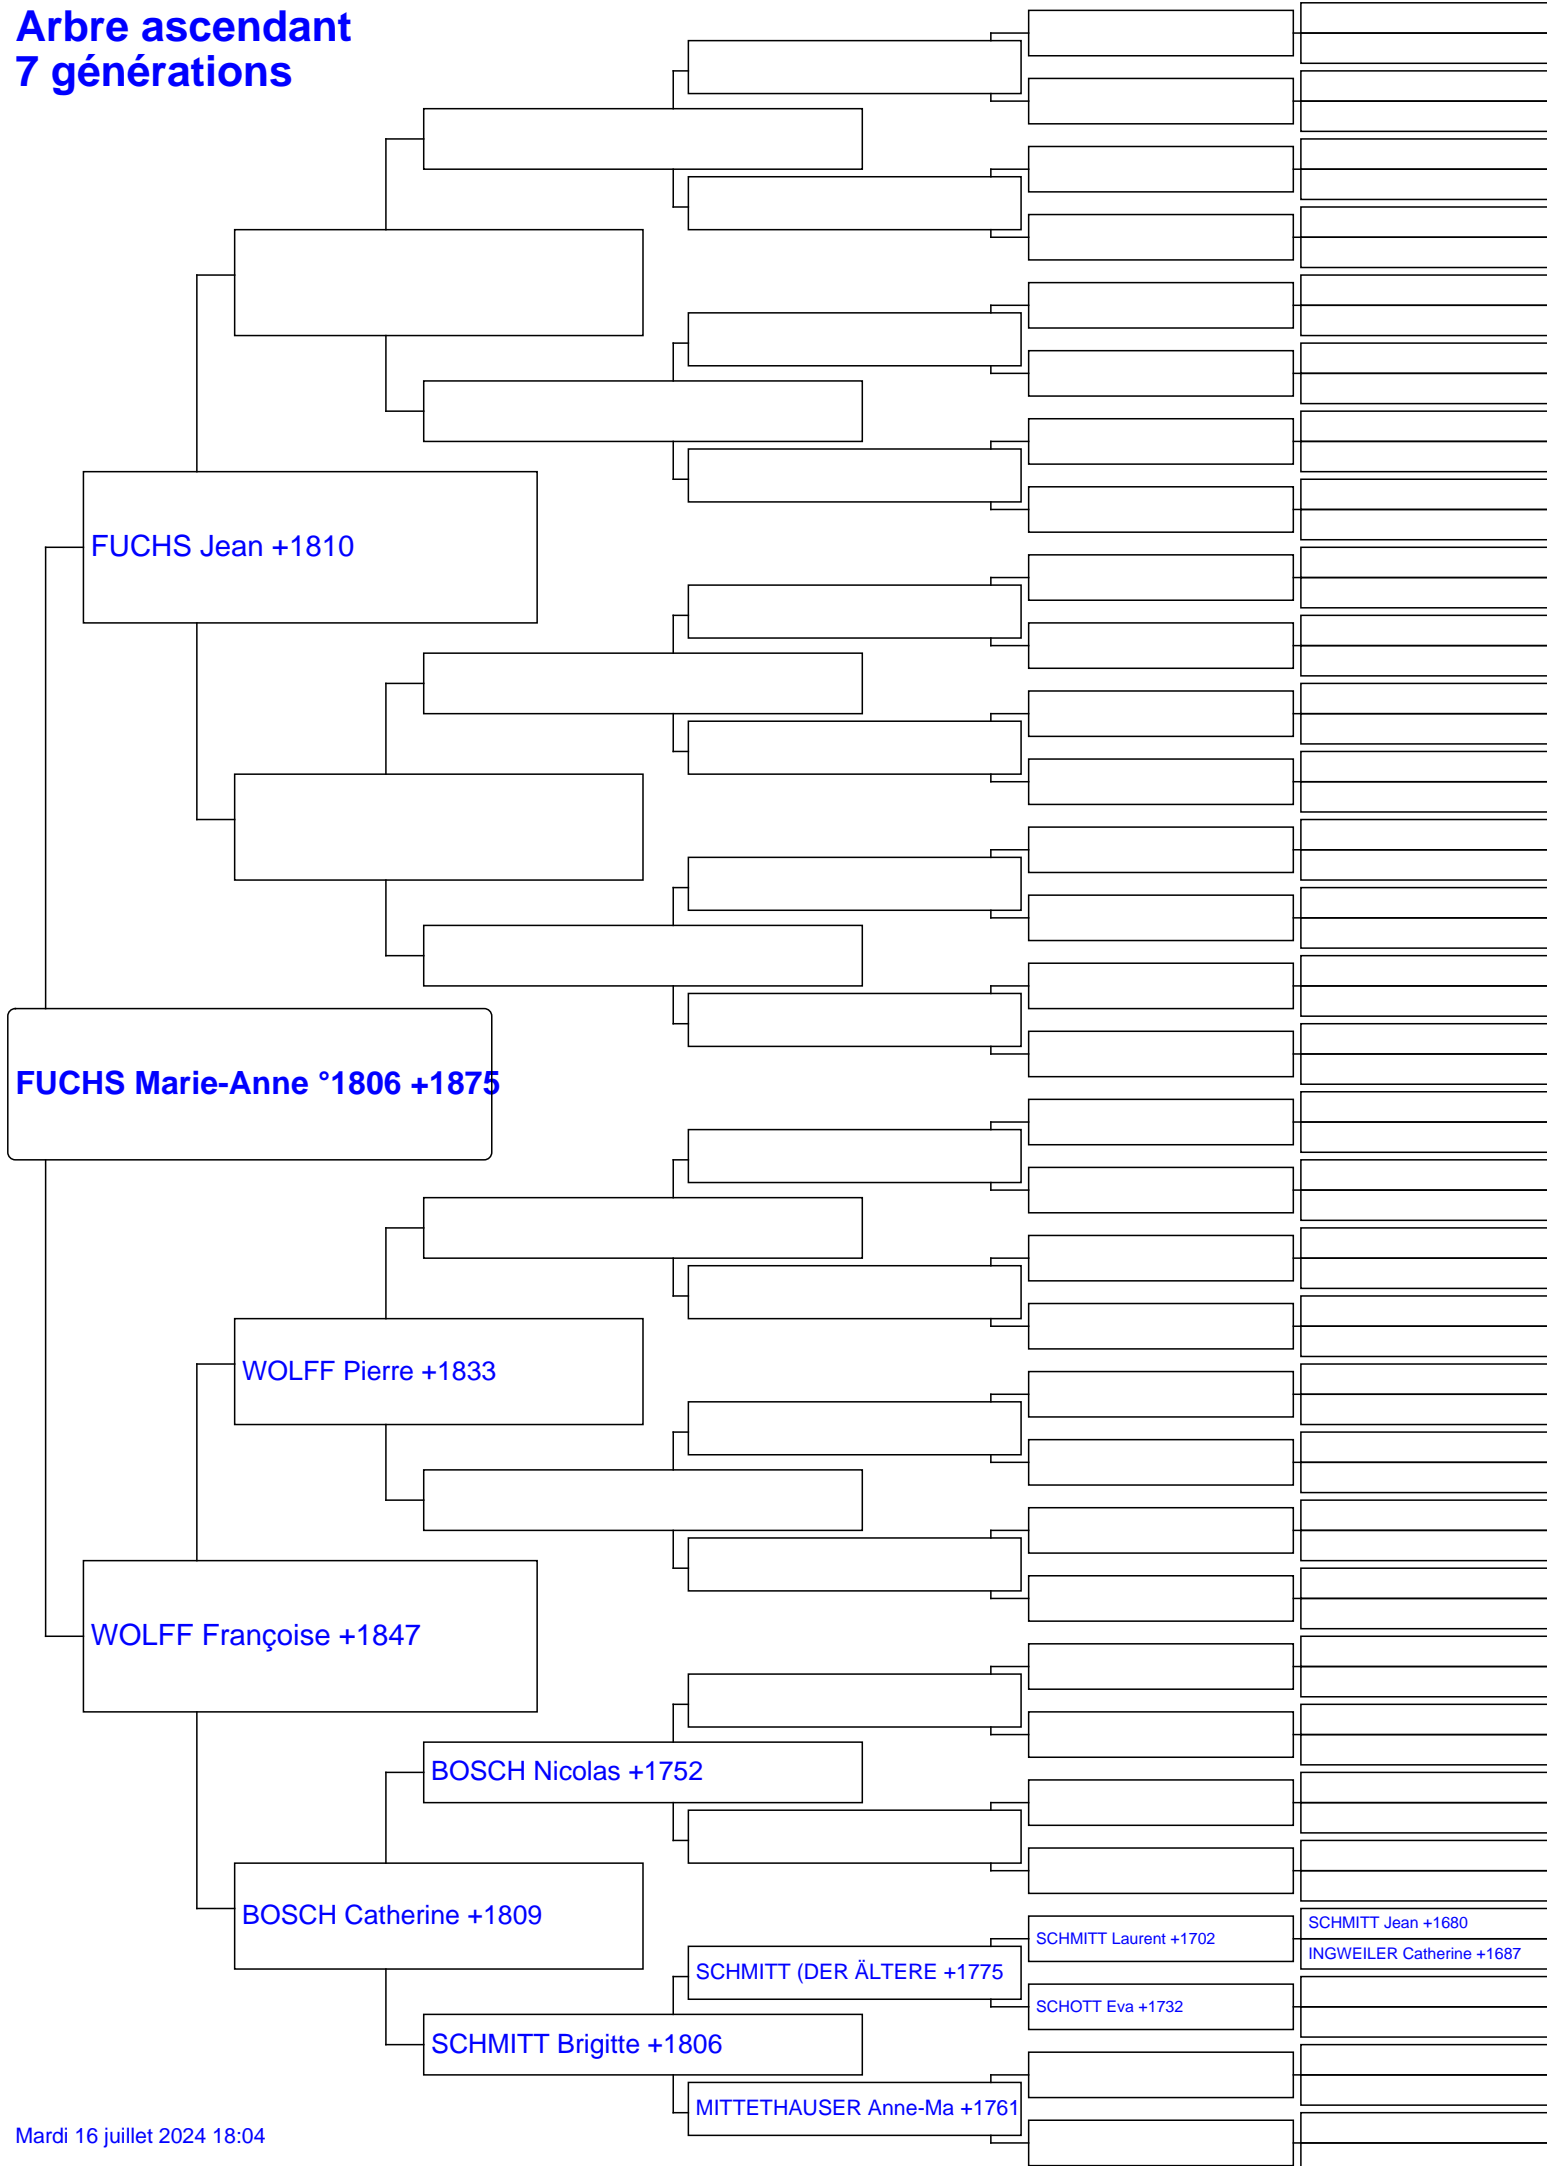 Arbre ascendant
7 générations
FUCHS Jean +1810
FUCHS Marie-Anne °1806 +1875
WOLFF Pierre +1833
WOLFF Françoise +1847
BOSCH Nicolas +1752
BOSCH Catherine +1809
SCHMITT Jean +1680
SCHMITT Laurent +1702
INGWEILER Catherine +1687
SCHMITT (DER ÄLTERE +1775
SCHOTT Eva +1732
SCHMITT Brigitte +1806
MITTETHAUSER Anne-Ma +1761
Mardi 16 juillet 2024 18:04